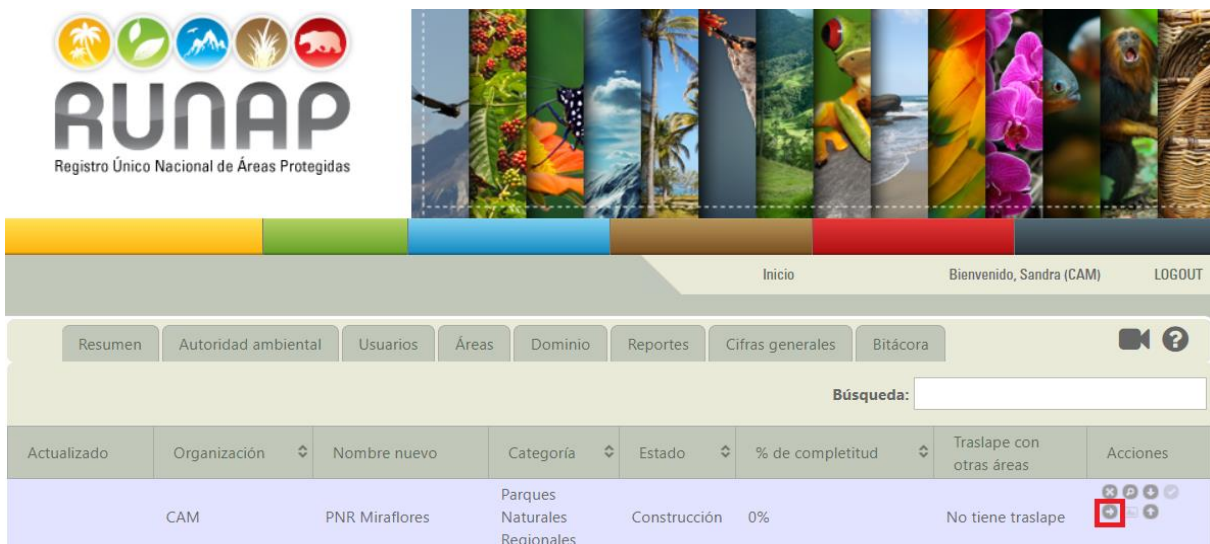 RUNAP
Registro Único Nacional de Áreas Protegidas
Inicio Bienvenido, Sandra (CAM) LOGOUT
Resumen Autoridad ambiental Usuarios Áreas Dominio Reportes Cifras generales Bitácora
Búsqueda:
Actualizado Organización Nombre nuevo Categoría Estado % de completitud Traslape con otras áreas Acciones
CAM PNR Miraflores Parques Naturales Regionales Construcción 0% No tiene traslape